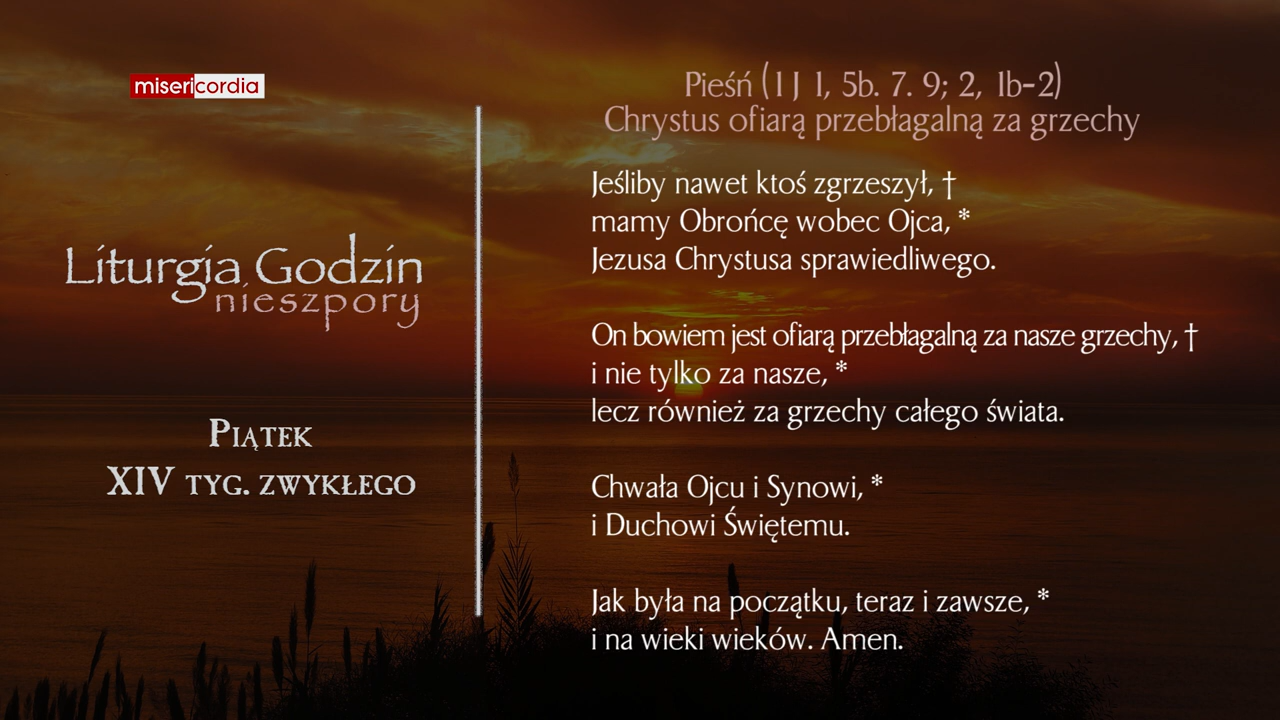 misericordia
Liturgia Godzin
nieszpory
Piątek
XIV tyg. zwykłego
Pieśń (1 J 1, 5b. 7. 9; 2, 1b-2)
Chrystus ofiarą przebłagalną za grzechy
Jeśliby nawet ktoś zgrzeszył, †
mamy Obrońcę wobec Ojca, *
Jezusa Chrystusa sprawiedliwego.
On bowiem jest ofiarą przebłagalną za nasze grzechy, †
i nie tylko za nasze, *
lecz również za grzechy całego świata.
Chwała Ojcu i Synowi, *
i Duchowi Świętemu.
Jak była na początku, teraz i zawsze, *
i na wieki wieków. Amen.